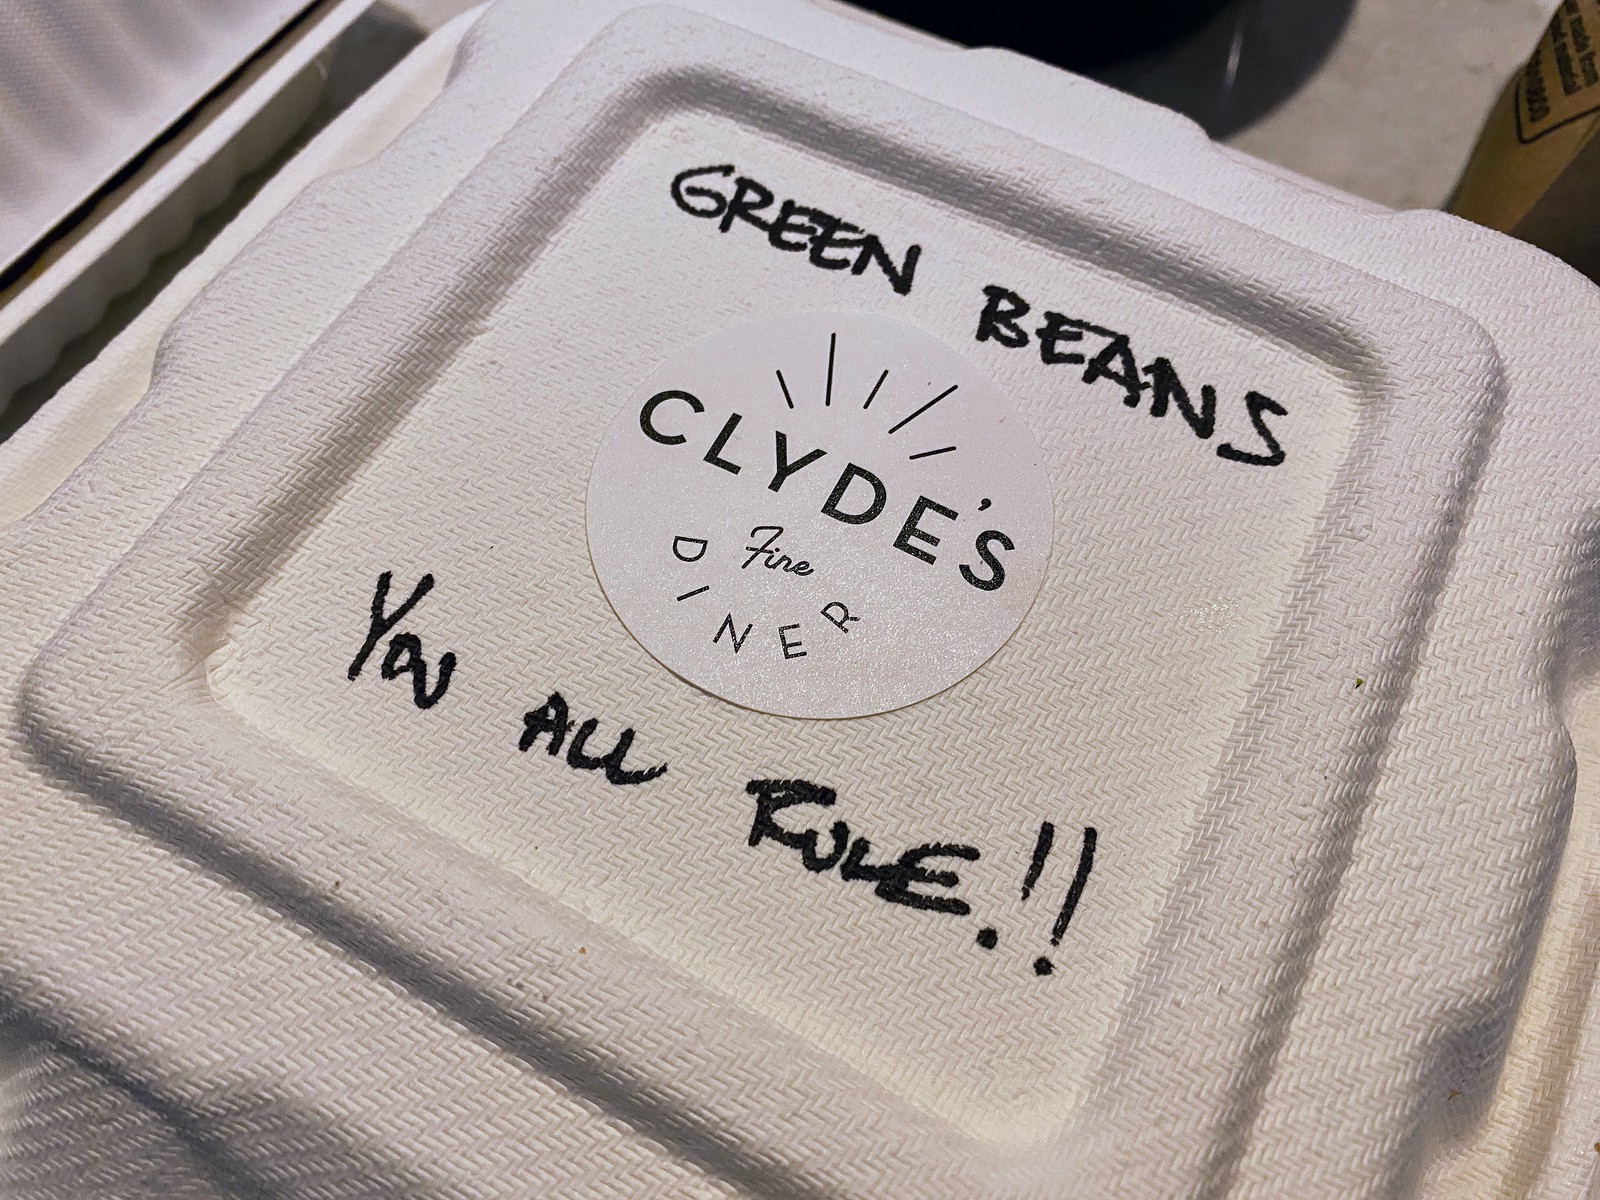 GREEN BEANS
CLYDE'S
Fine
DINER
YOU ALL RULE!!